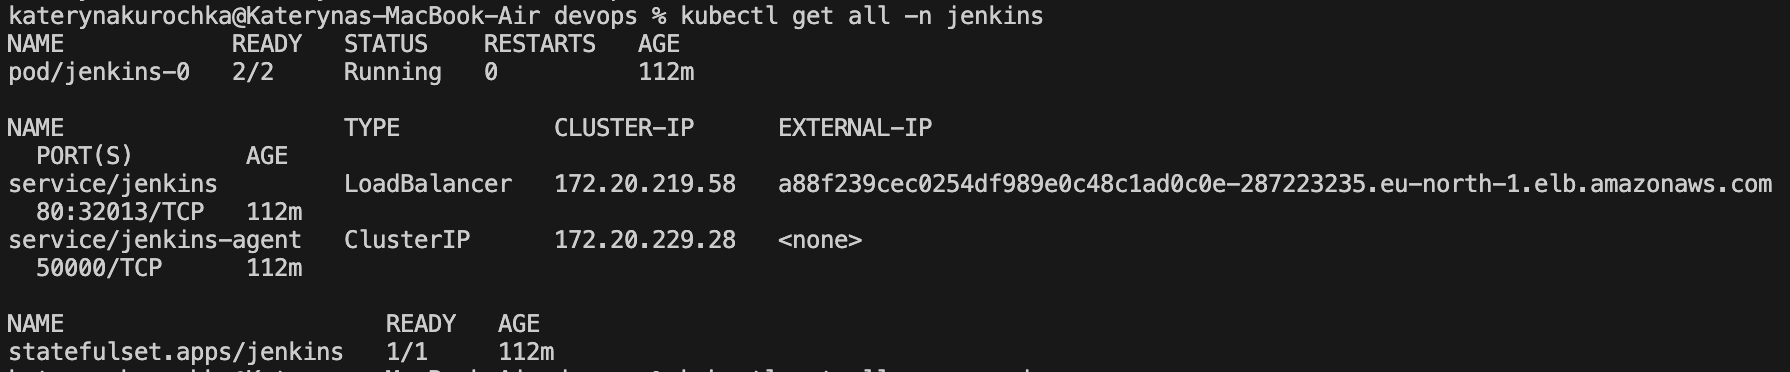 katerynakurochka@Katerynas-MacBook-Air devops % kubectl get all -n jenkins
NAME            READY   STATUS    RESTARTS   AGE
pod/jenkins-0   2/2     Running   0          112m

NAME                    TYPE           CLUSTER-IP      EXTERNAL-IP
  PORT(S)        AGE
service/jenkins         LoadBalancer   172.20.219.58   a88f239cec0254df989e0c48c1ad0c0e-287223235.eu-north-1.elb.amazonaws.com
  80:32013/TCP   112m
service/jenkins-agent   ClusterIP      172.20.229.28   <none>
  50000/TCP      112m

NAME                       READY   AGE
statefulset.apps/jenkins   1/1     112m